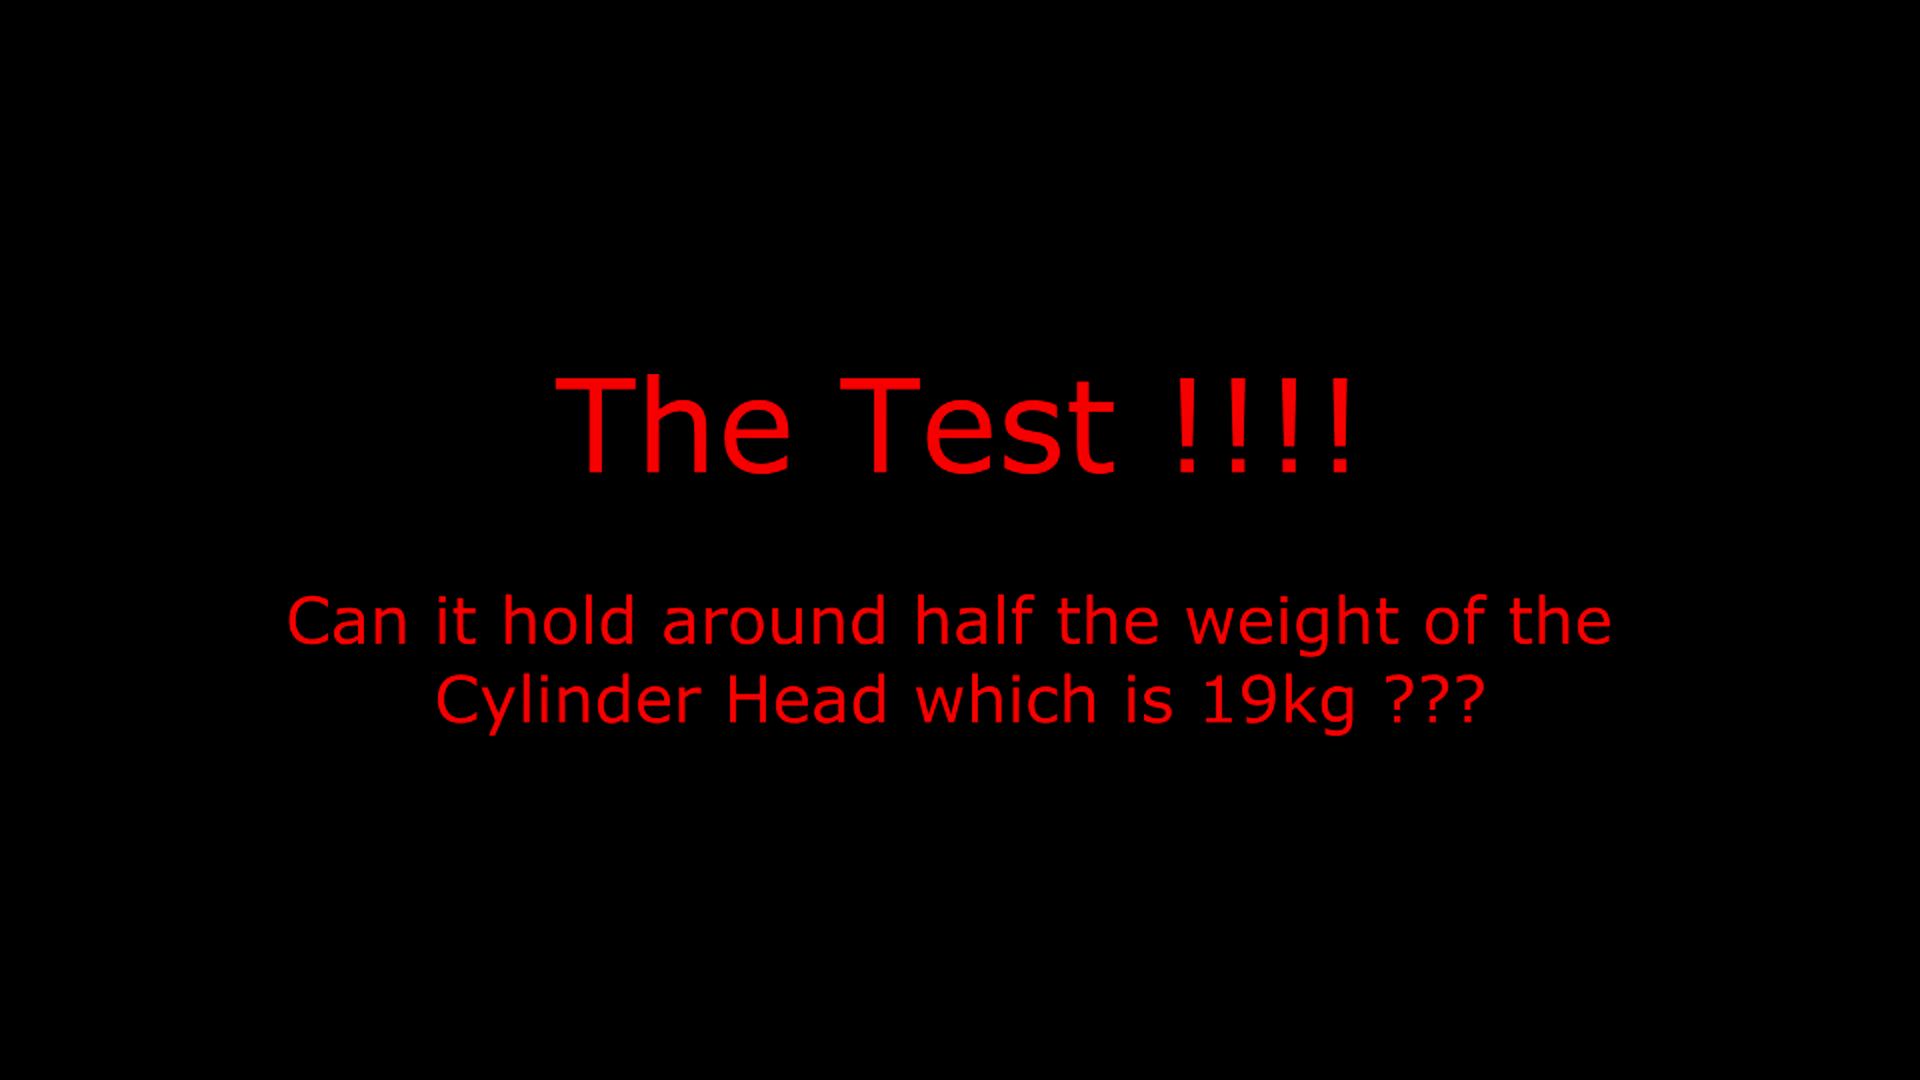 The Test !!!!
Can it hold around half the weight of the
Cylinder Head which is 19kg ???